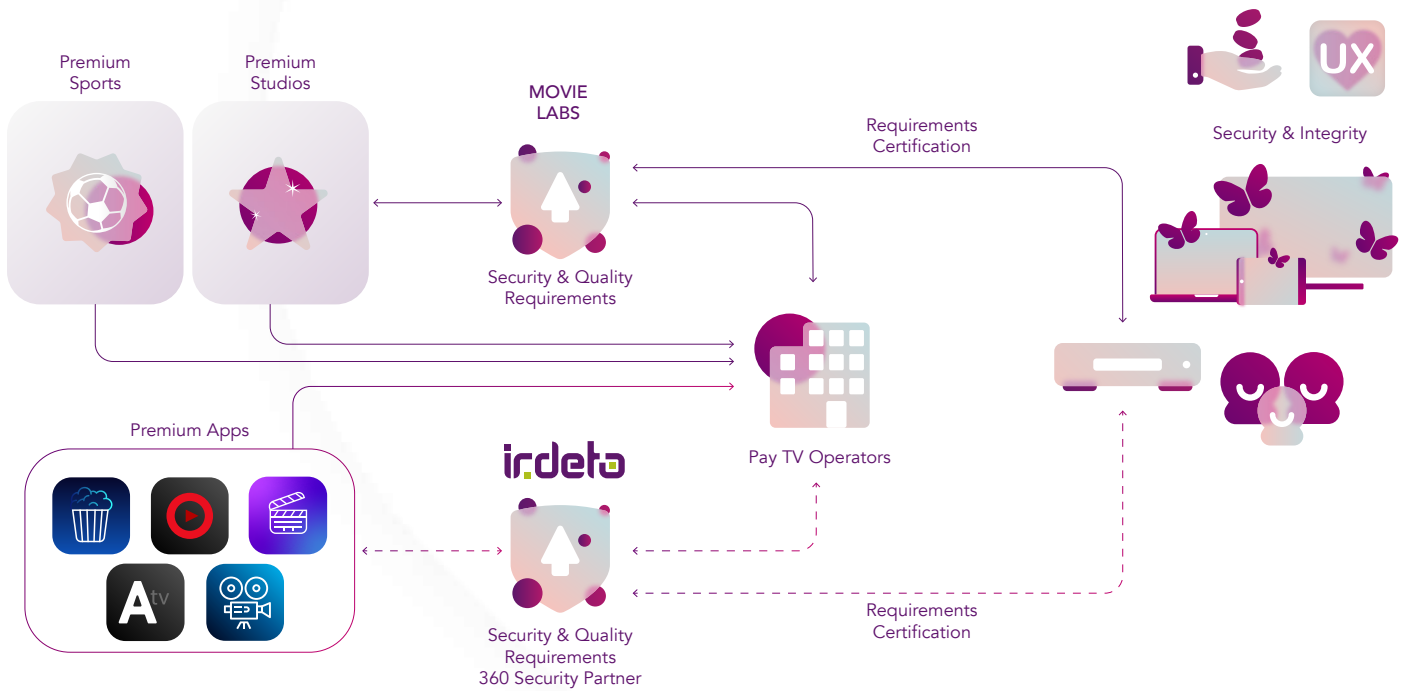 Premium
Sports
Premium
Studios
MOVIE
LABS
Security & Quality
Requirements
Requirements
Certification
UX
Security & Integrity
Premium Apps
A tv
irdeto
Security & Quality
Requirements
360 Security Partner
Pay TV Operators
Requirements
Certification